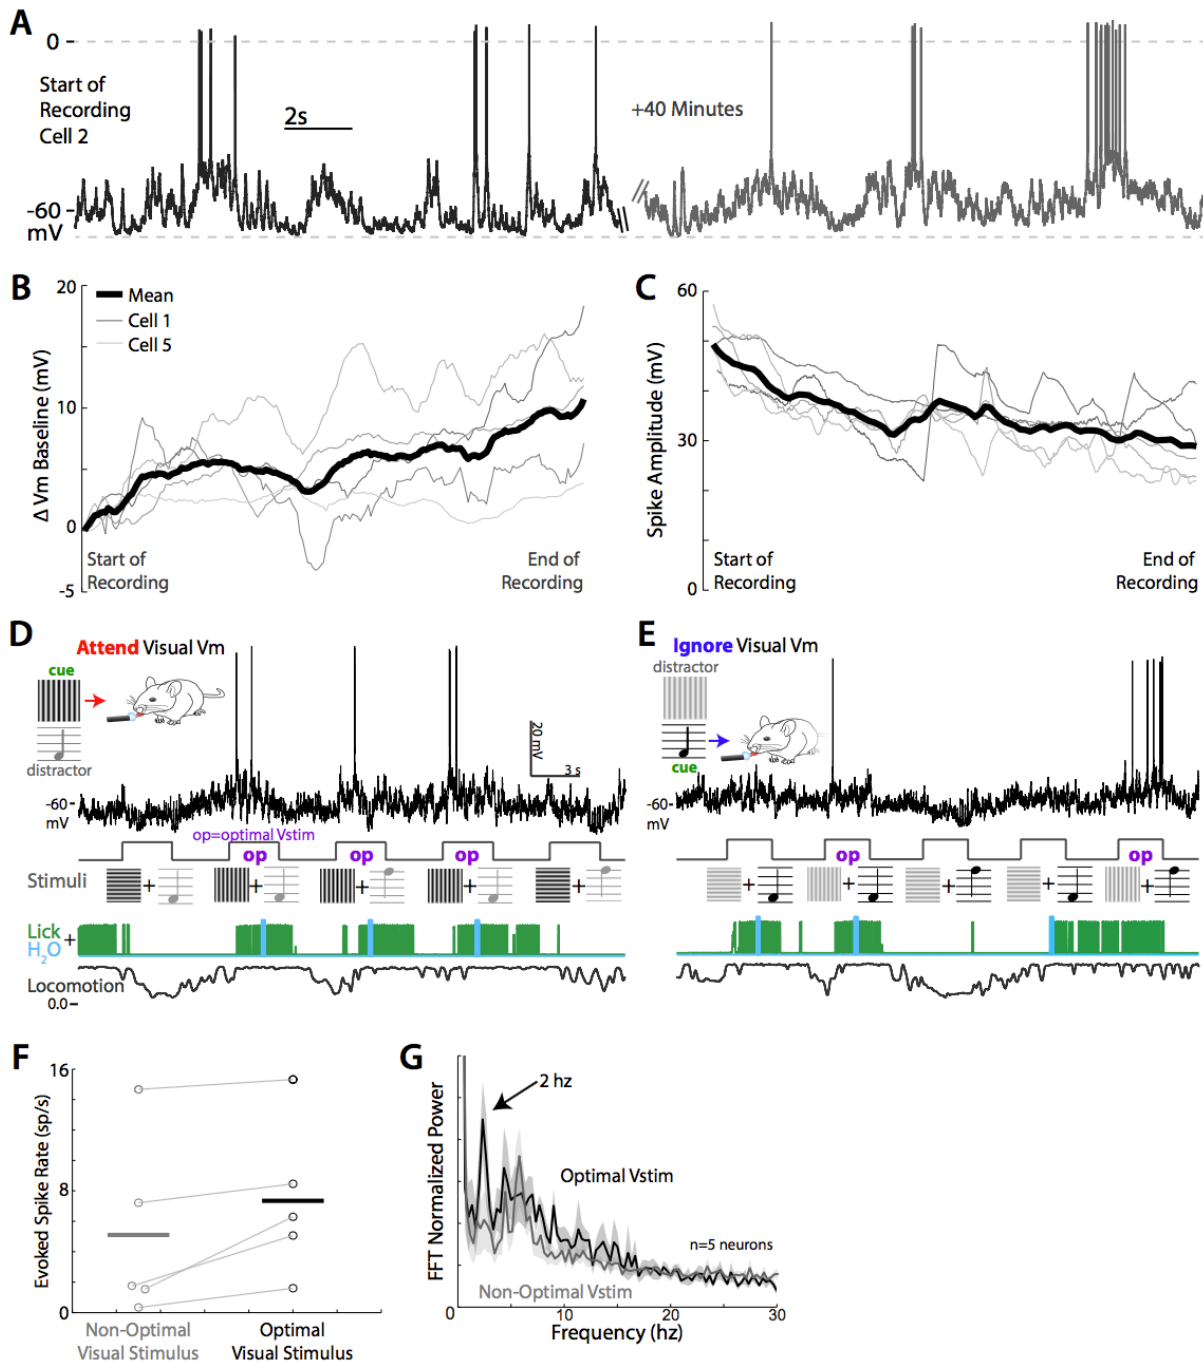 A
0
Start of
Recording
Cell 2
2s
+40 Minutes
-60
mV
B
20
Mean
Cell 1
Cell 5
Δ Vm Baseline (mV)
10
0
-5
Start of
Recording
End of
Recording
C
60
Spike Amplitude (mV)
30
0
Start of
Recording
End of
Recording
D
Attend Visual Vm
cue
distractor
20 mV
3 s
-60
mV
op=optimal Vstim
op
op
op
Stimuli
+
+
+
+
+
Lick
+
H2O
Locomotion
0.0
E
Ignore Visual Vm
distractor
cue
-60
mV
op
op
+
+
+
+
+
F
16
Evoked Spike Rate (sp/s)
8
0
Non-Optimal
Visual Stimulus
Optimal
Visual Stimulus
G
2 hz
FFT Normalized Power
Optimal Vstim
n=5 neurons
Non-Optimal Vstim
0
10
20
30
Frequency (hz)